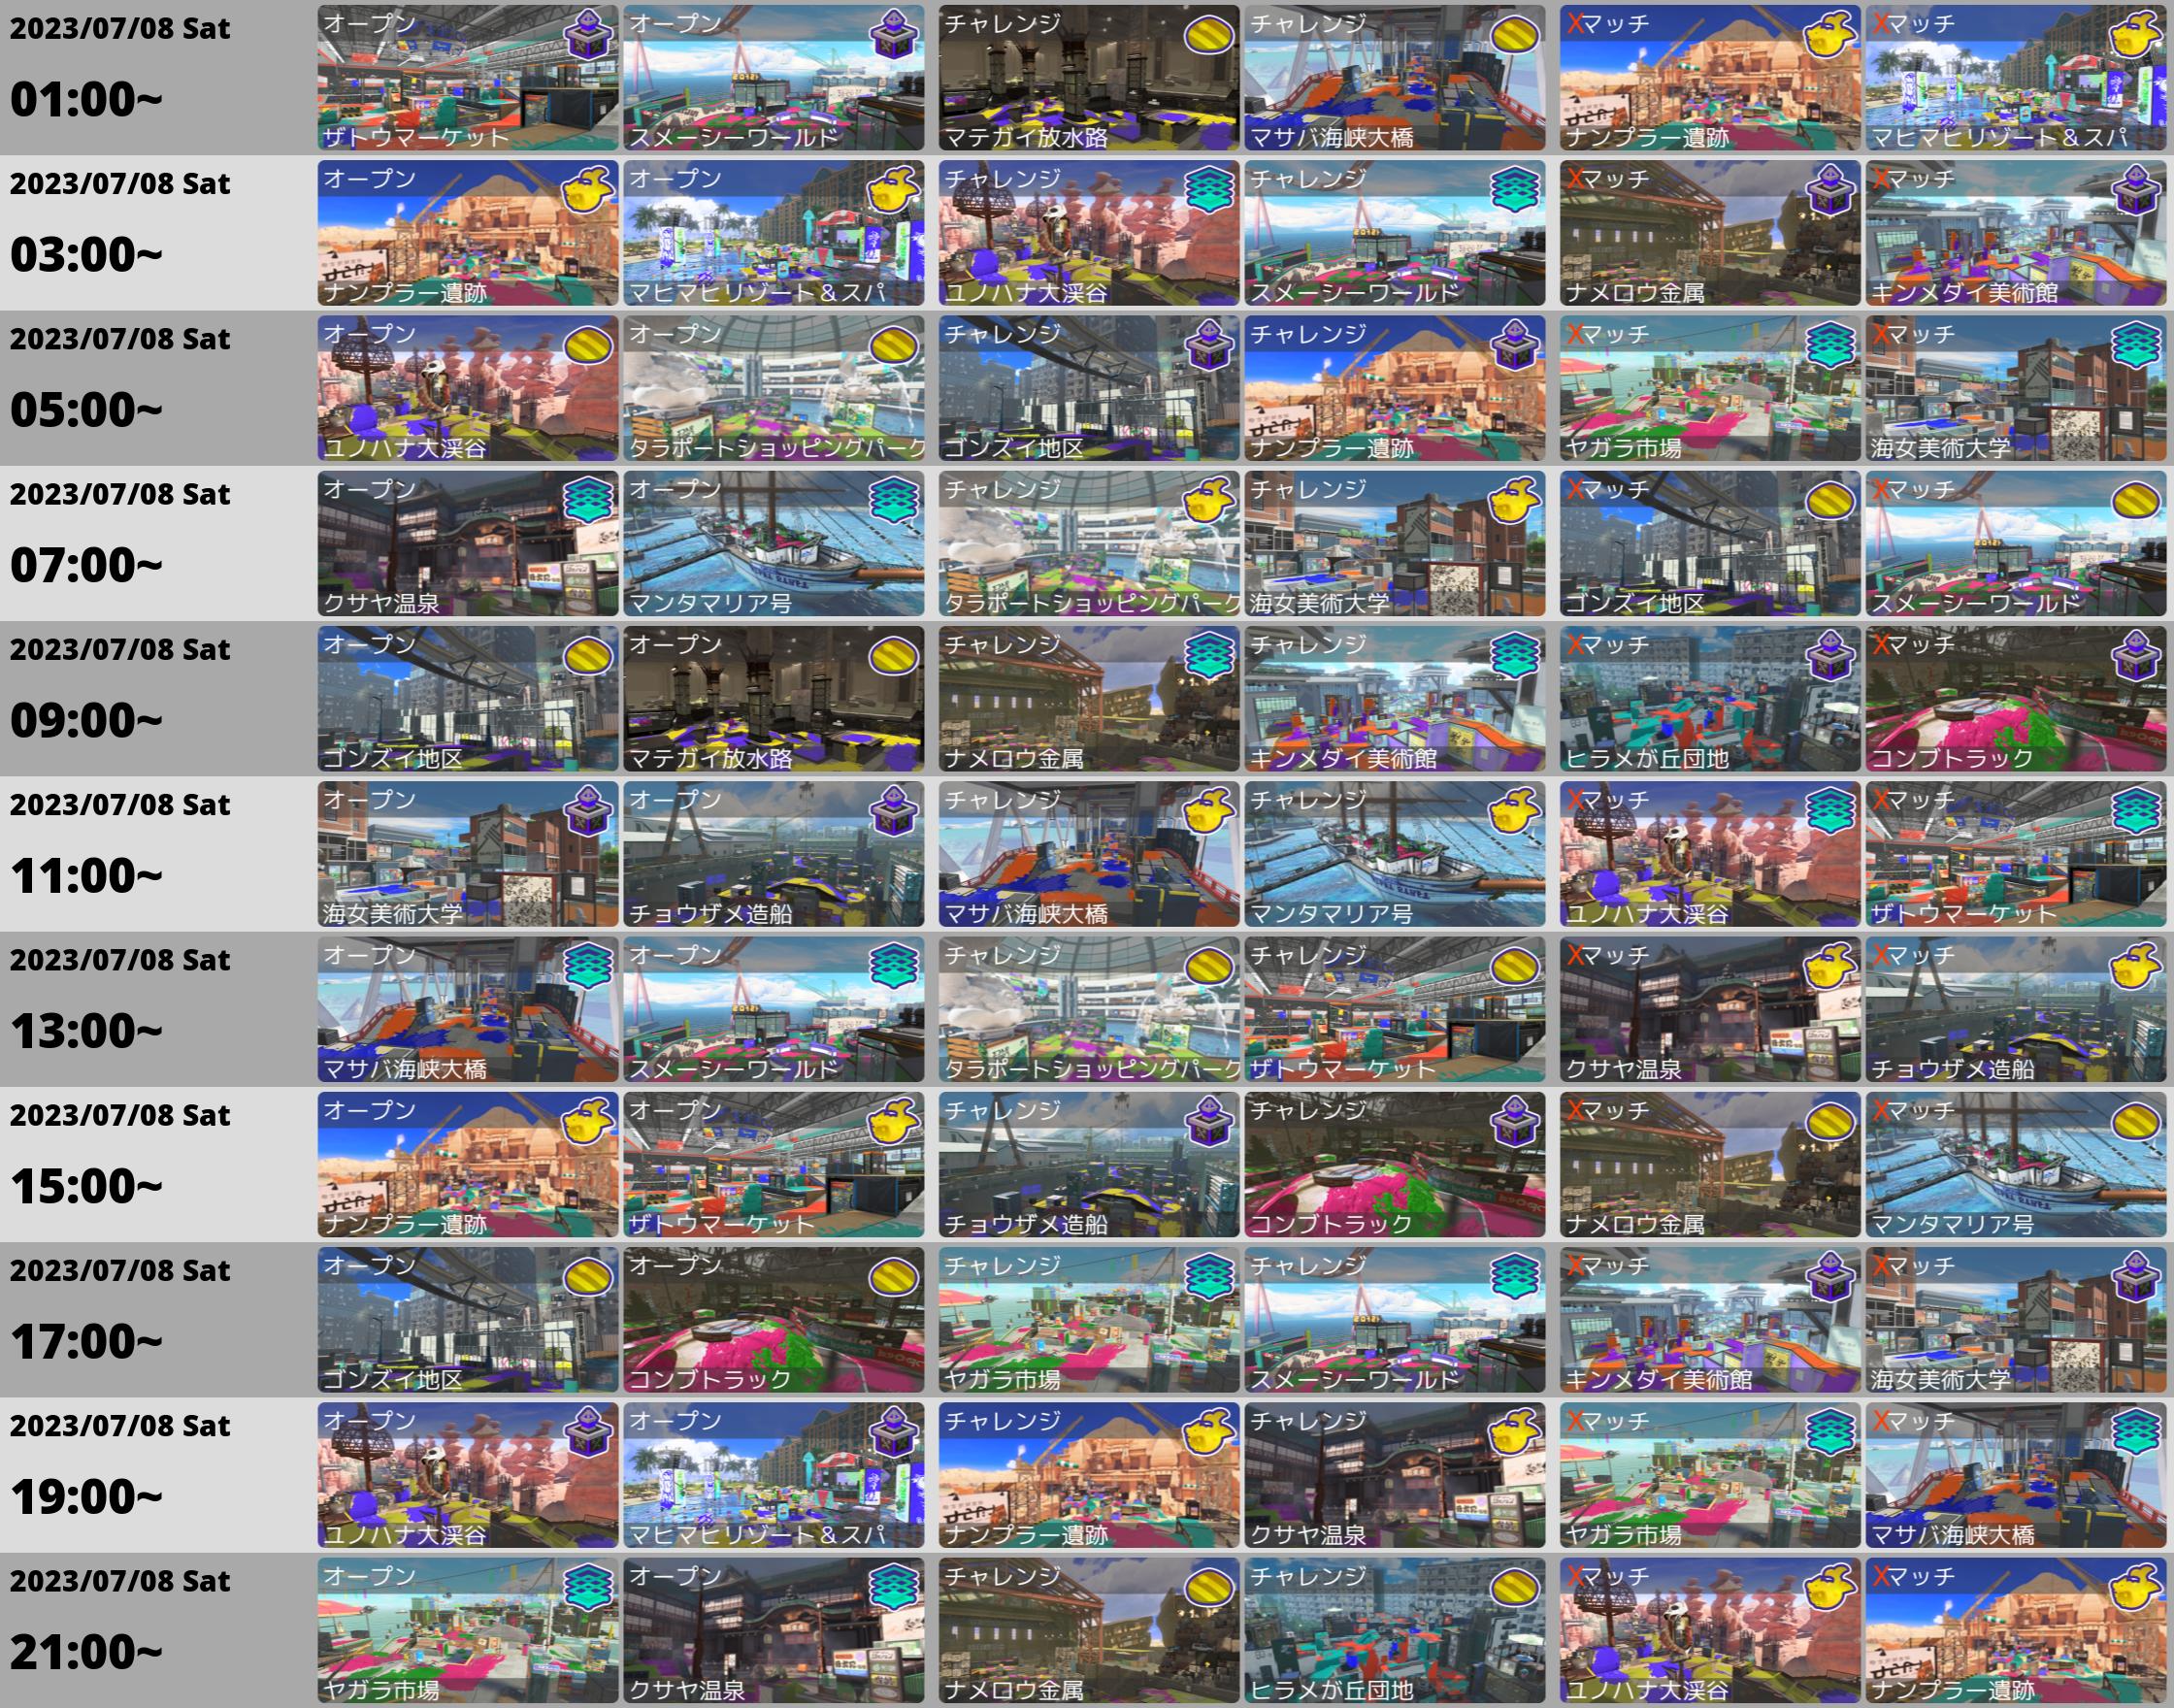 2023/07/08 Sat
01:00~
オープン オープン チャレンジ チャレンジ Xマッチ Xマッチ
ザトウマーケット スメーシーワールド マテガイ放水路 マサバ海峡大橋 ナンプラー遺跡 マヒマヒリゾート＆スパ
2023/07/08 Sat
03:00~
オープン オープン チャレンジ チャレンジ Xマッチ Xマッチ
ナンプラー遺跡 マヒマヒリゾート＆スパ ユノハナ大渓谷 スメーシーワールド ナメロウ金属 キンメダイ美術館
2023/07/08 Sat
05:00~
オープン オープン チャレンジ チャレンジ Xマッチ Xマッチ
ユノハナ大渓谷 タラポートショッピングパーク ゴンズイ地区 ナンプラー遺跡 ヤガラ市場 海女美術大学
2023/07/08 Sat
07:00~
オープン オープン チャレンジ チャレンジ Xマッチ Xマッチ
クサヤ温泉 マンタマリア号 タラポートショッピングパーク 海女美術大学 ゴンズイ地区 スメーシーワールド
2023/07/08 Sat
09:00~
オープン オープン チャレンジ チャレンジ Xマッチ Xマッチ
ゴンズイ地区 マテガイ放水路 ナメロウ金属 キンメダイ美術館 ヒラメが丘団地 コンブトラック
2023/07/08 Sat
11:00~
オープン オープン チャレンジ チャレンジ Xマッチ Xマッチ
海女美術大学 チョウザメ造船 マサバ海峡大橋 マンタマリア号 ユノハナ大渓谷 ザトウマーケット
2023/07/08 Sat
13:00~
オープン オープン チャレンジ チャレンジ Xマッチ Xマッチ
マサバ海峡大橋 スメーシーワールド タラポートショッピングパーク ザトウマーケット クサヤ温泉 チョウザメ造船
2023/07/08 Sat
15:00~
オープン オープン チャレンジ チャレンジ Xマッチ Xマッチ
ナンプラー遺跡 ザトウマーケット チョウザメ造船 コンブトラック ナメロウ金属 マンタマリア号
2023/07/08 Sat
17:00~
オープン オープン チャレンジ チャレンジ Xマッチ Xマッチ
ゴンズイ地区 コンブトラック ヤガラ市場 スメーシーワールド キンメダイ美術館 海女美術大学
2023/07/08 Sat
19:00~
オープン オープン チャレンジ チャレンジ Xマッチ Xマッチ
ユノハナ大渓谷 マヒマヒリゾート＆スパ ナンプラー遺跡 クサヤ温泉 ヤガラ市場 マサバ海峡大橋
2023/07/08 Sat
21:00~
オープン オープン チャレンジ チャレンジ Xマッチ Xマッチ
ヤガラ市場 クサヤ温泉 ナメロウ金属 ヒラメが丘団地 ユノハナ大渓谷 ナンプラー遺跡